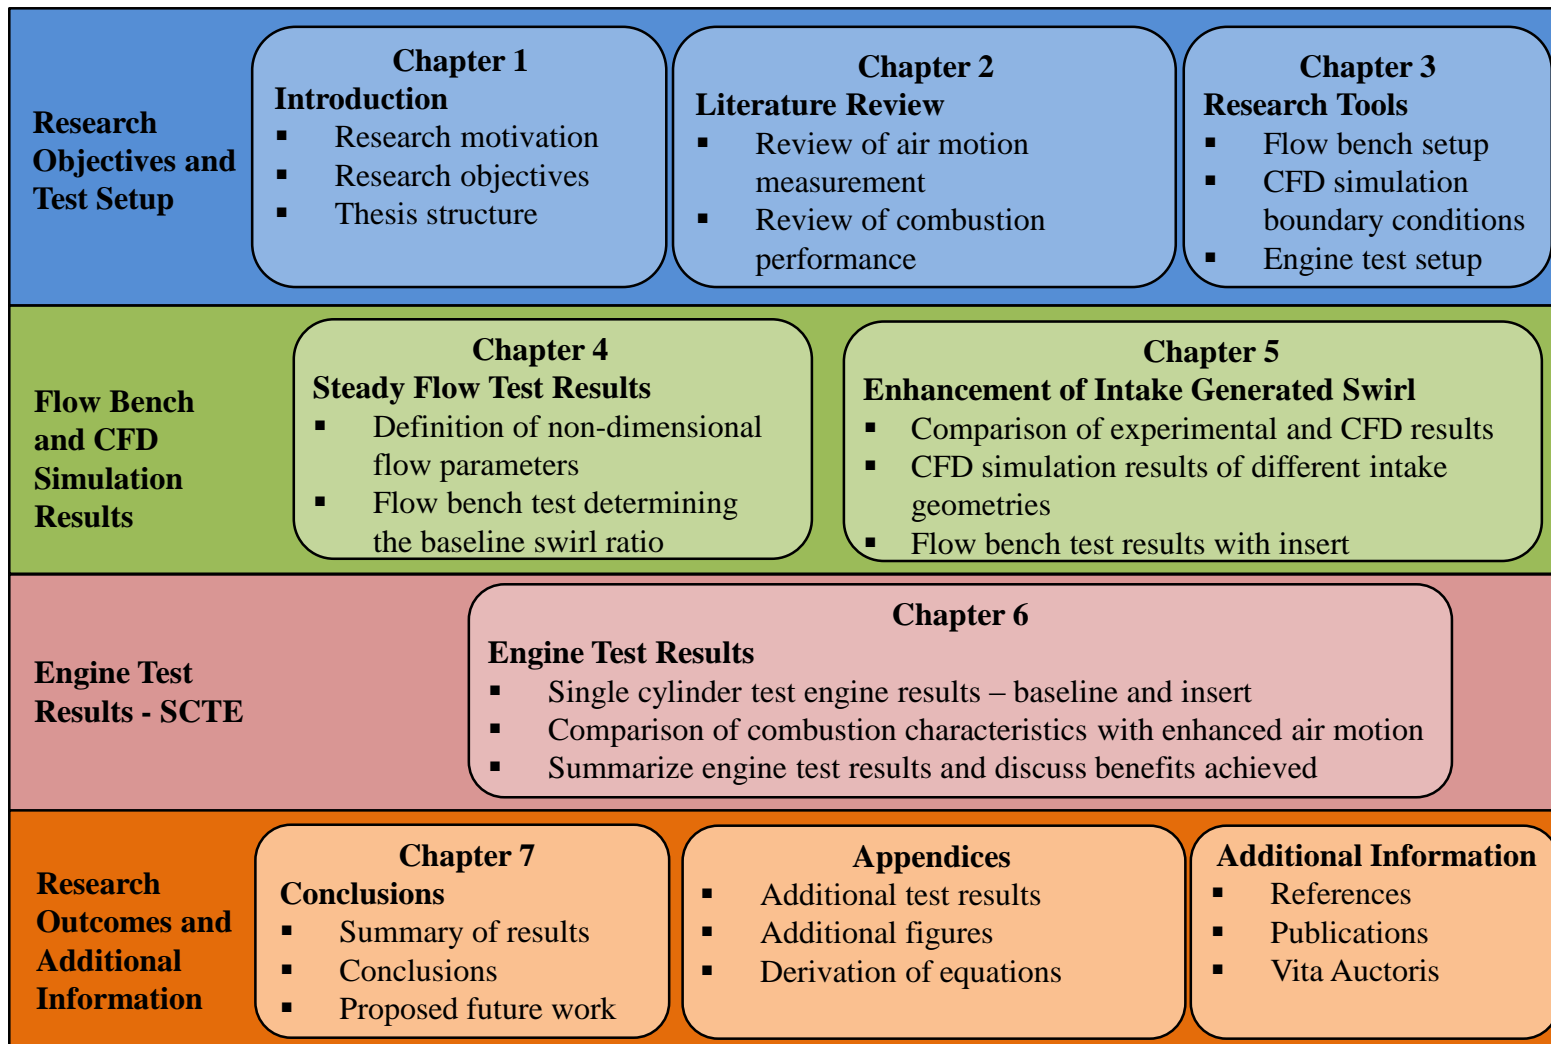 Research
Objectives and
Test Setup
Chapter 1
Introduction
▪ Research motivation
▪ Research objectives
▪ Thesis structure
Chapter 2
Literature Review
▪ Review of air motion
measurement
▪ Review of combustion
performance
Chapter 3
Research Tools
▪ Flow bench setup
▪ CFD simulation
boundary conditions
▪ Engine test setup
Flow Bench
and CFD
Simulation
Results
Chapter 4
Steady Flow Test Results
▪ Definition of non-dimensional
flow parameters
▪ Flow bench test determining
the baseline swirl ratio
Chapter 5
Enhancement of Intake Generated Swirl
▪ Comparison of experimental and CFD results
▪ CFD simulation results of different intake
geometries
▪ Flow bench test results with insert
Engine Test
Results - SCTE
Chapter 6
Engine Test Results
▪ Single cylinder test engine results – baseline and insert
▪ Comparison of combustion characteristics with enhanced air motion
▪ Summarize engine test results and discuss benefits achieved
Research
Outcomes and
Additional
Information
Chapter 7
Conclusions
▪ Summary of results
▪ Conclusions
▪ Proposed future work
Appendices
▪ Additional test results
▪ Additional figures
▪ Derivation of equations
Additional Information
▪ References
▪ Publications
▪ Vita Auctoris